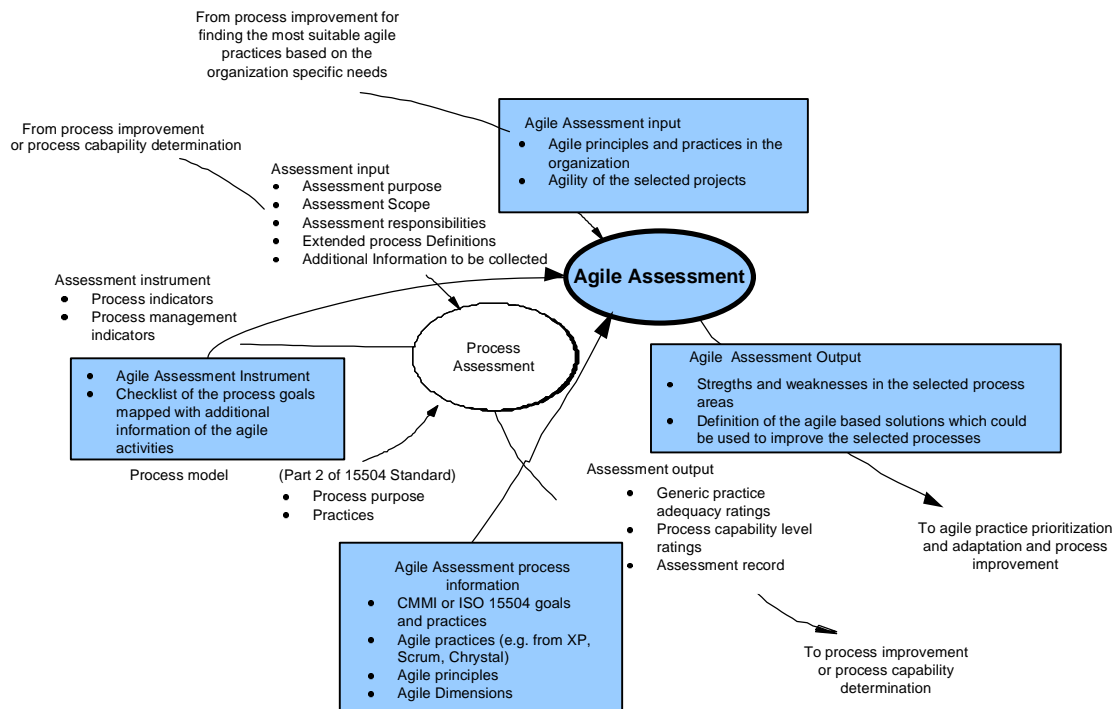 From process improvement for
finding the most suitable agile
practices based on the
organization specific needs
From process improvement
or process cabapility determination
Agile Assessment input
• Agile principles and practices in the
organization
• Agility of the selected projects
Assessment input
• Assessment purpose
• Assessment Scope
• Assessment responsibilities
• Extended process Definitions
• Additional Information to be collected
Agile Assessment
Assessment instrument
• Process indicators
• Process management
indicators
Process
Assessment
• Agile Assessment Instrument
• Checklist of the process goals
mapped with additional
information of the agile
activities
Agile Assessment Output
• Stregths and weaknesses in the selected process
areas
• Definition of the agile based solutions which could
be used to improve the selected processes
Process model
(Part 2 of 15504 Standard)
• Process purpose
• Practices
Assessment output
• Generic practice
adequacy ratings
• Process capability level
ratings
• Assessment record
To agile practice prioritization
and adaptation and process
improvement
Agile Assessment process
information
• CMMI or ISO 15504 goals
and practices
• Agile practices (e.g. from XP,
Scrum, Chrystal)
• Agile principles
• Agile Dimensions
To process improvement
or process capability
determination